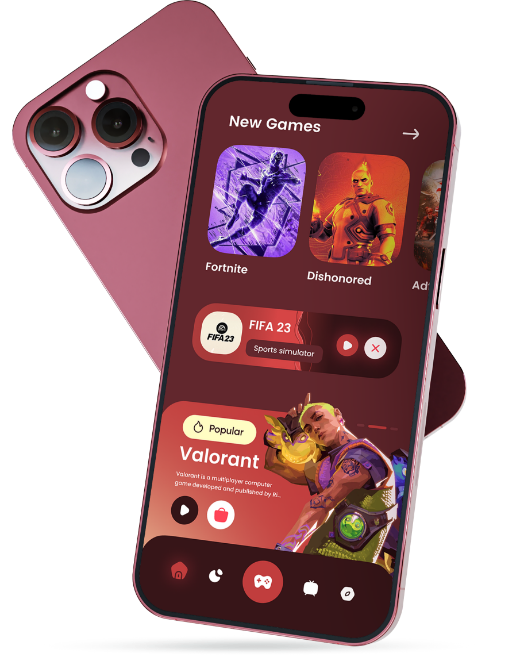 New Games
Fortnite
Dishonored
Ad
FIFA 23
FIFA 23
Sports simulator
Popular
Valorant
Valorant is a multiplayer computer
game developed and published by Ri...